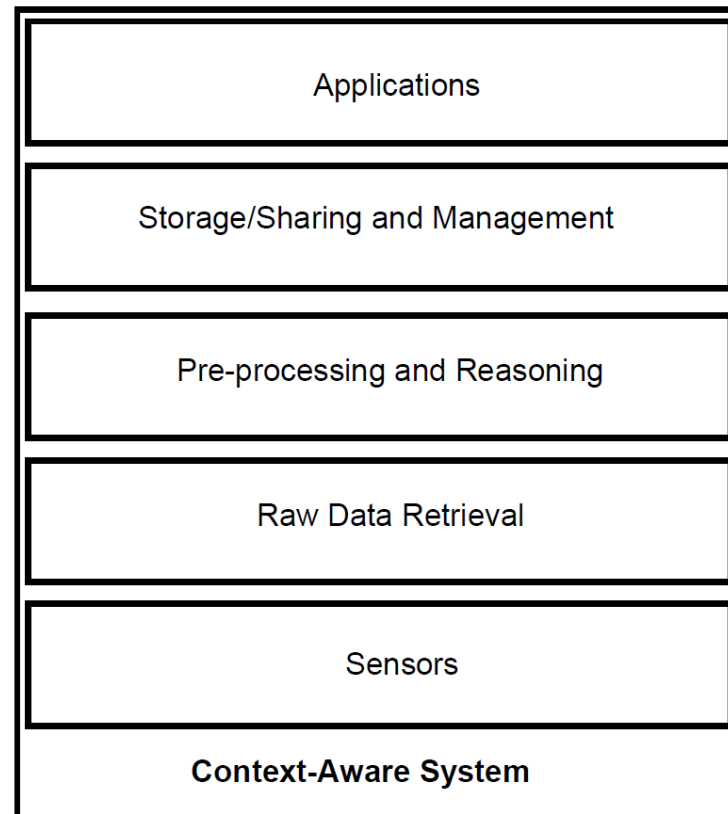 Applications
Storage/Sharing and Management
Pre-processing and Reasoning
Raw Data Retrieval
Sensors
Context-Aware System